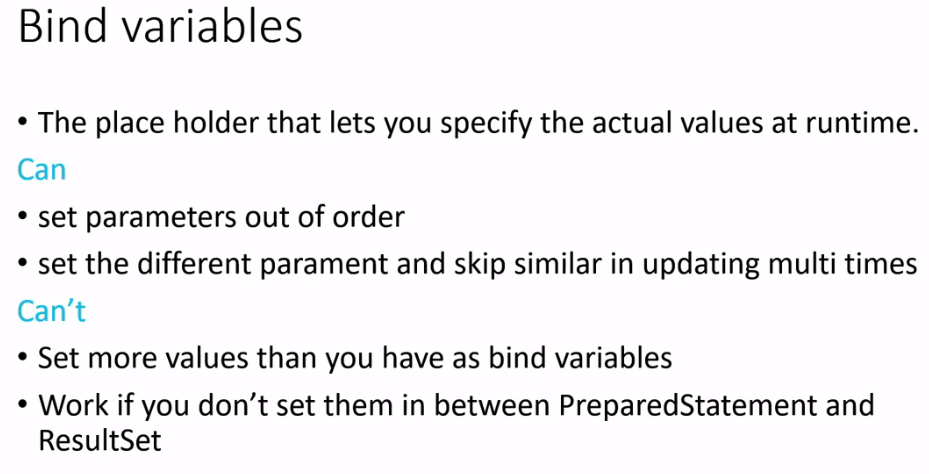 Bind variables
• The place holder that lets you specify the actual values at runtime.
Can
• set parameters out of order
• set the different parament and skip similar in updating multi times
Can’t
• Set more values than you have as bind variables
• Work if you don’t set them in between PreparedStatement and
ResultSet